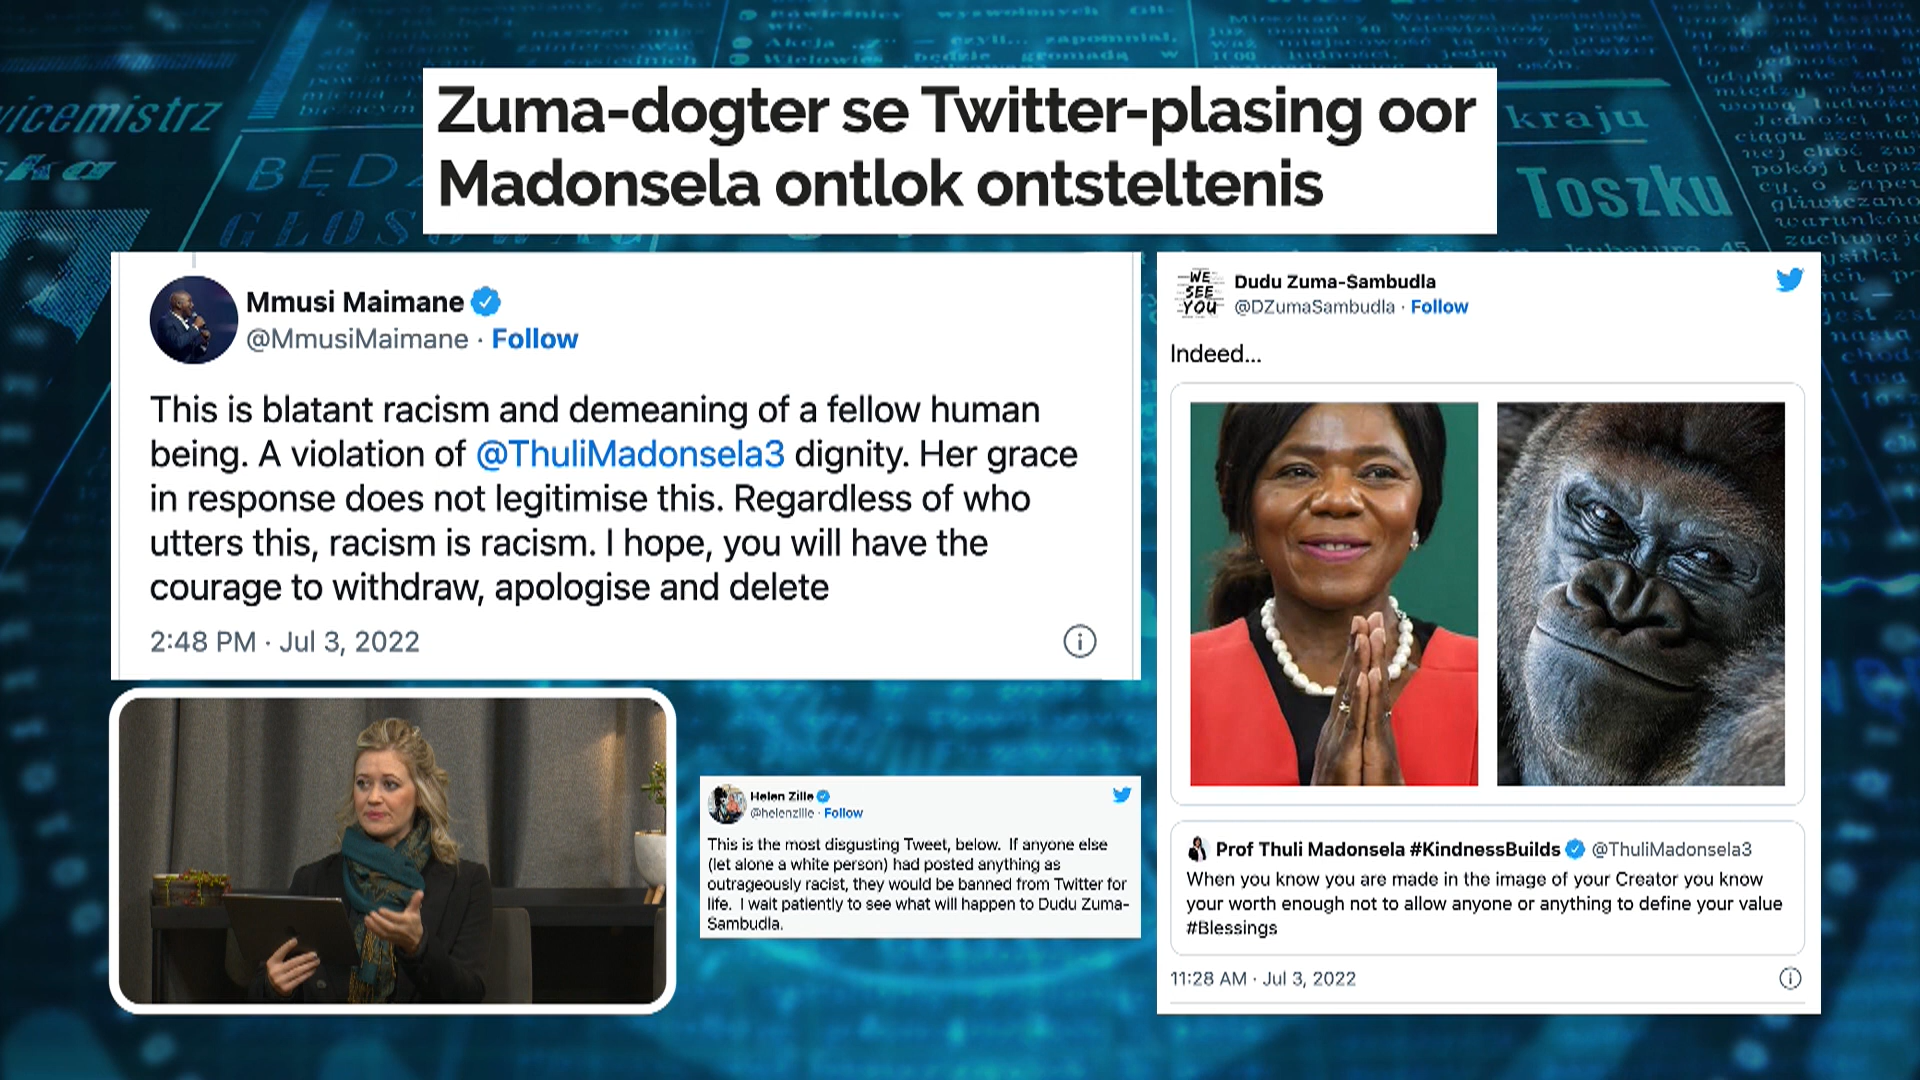 Zuma-dogter se Twitter-plasing oor
Madonsela ontlok ontsteltenis
Mmusi Maimane
@MmusiMaimane · Follow
This is blatant racism and demeaning of a fellow human
being. A violation of @ThuliMadonsela3 dignity. Her grace
in response does not legitimise this. Regardless of who
utters this, racism is racism. I hope, you will have the
courage to withdraw, apologise and delete
2:48 PM · Jul 3, 2022
WE
SEE
YOU
Dudu Zuma-Sambudla
@DZumaSambudla · Follow
Indeed...
Prof Thuli Madonsela #KindnessBuilds @ThuliMadonsela3
When you know you are made in the image of your Creator you know
your worth enough not to allow anyone or anything to define your value
#Blessings
11:28 AM · Jul 3, 2022
Helen Zille
@helenzille · Follow
This is the most disgusting Tweet, below. If anyone else
(let alone a white person) had posted anything as
outrageously racist, they would be banned from Twitter for
life. I wait patiently to see what will happen to Dudu Zuma-
Sambudla.
vicemistrz
kraju
Toszku